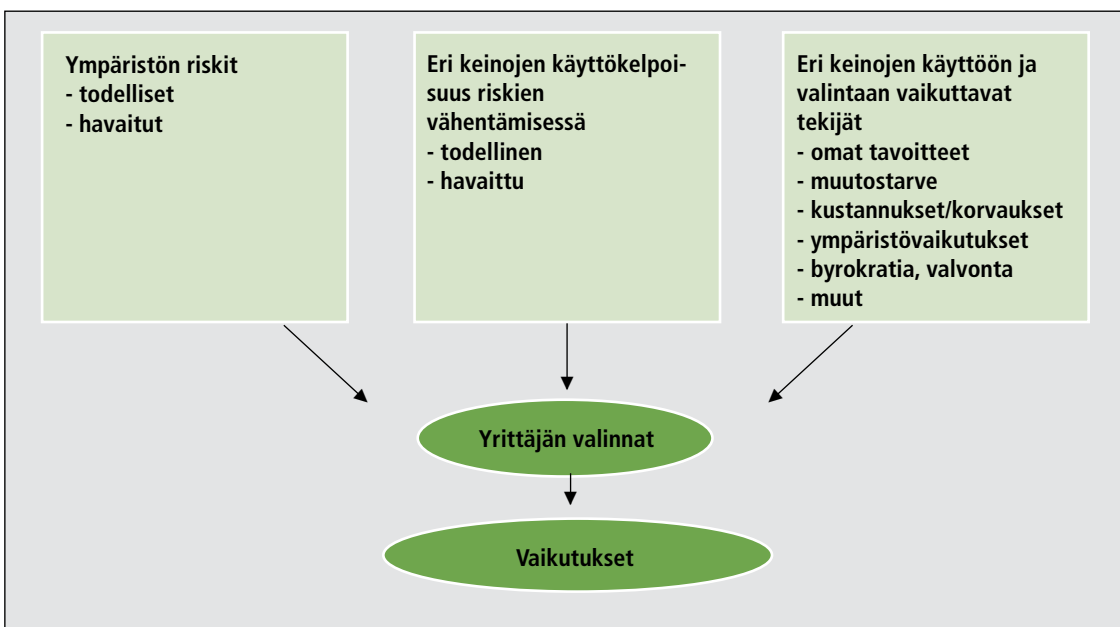 Ympäristön riskit
- todelliset
- havaitut
Eri keinojen käyttökelpoi-
suus riskien
vähentämisessä
- todellinen
- havaittu
Eri keinojen käyttöön ja
valintaan vaikuttavat
tekijät
- omat tavoitteet
- muutostarve
- kustannukset/korvaukset
- ympäristövaikutukset
- byrokratia, valvonta
- muut
Yrittäjän valinnat
Vaikutukset